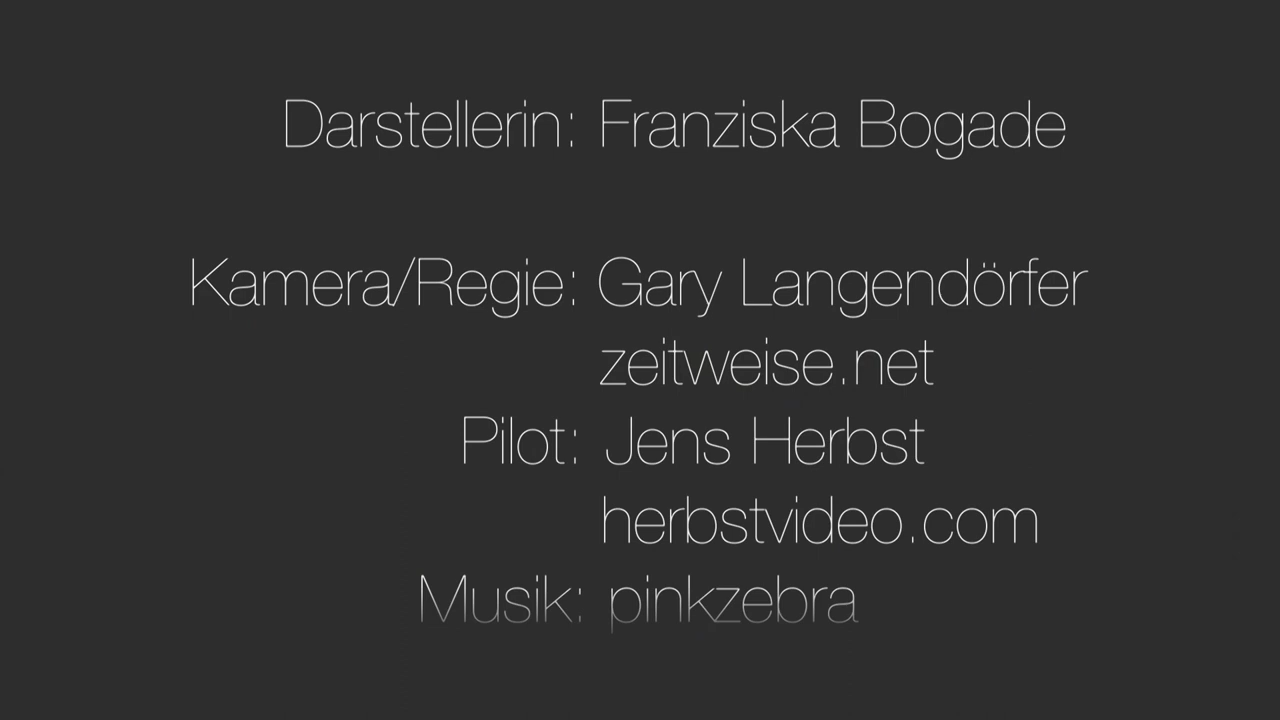 Darstellerin: Franziska Bogade
Kamera/Regie: Gary Langendörfer
zeitweise.net
Pilot: Jens Herbst
herbstvideo.com
Musik: pinkzebra